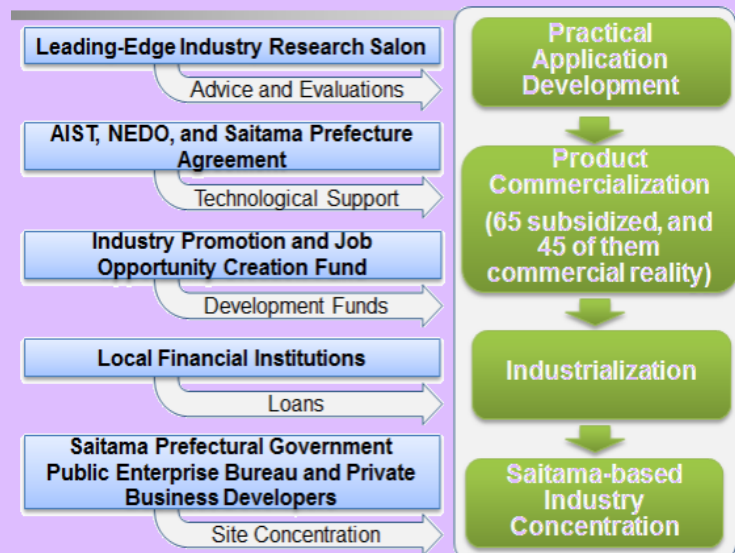 Leading-Edge Industry Research Salon
Advice and Evaluations
AIST, NEDO, and Saitama Prefecture
Agreement
Technological Support
Industry Promotion and Job
Opportunity Creation Fund
Development Funds
Local Financial Institutions
Loans
Saitama Prefectural Government
Public Enterprise Bureau and Private
Business Developers
Site Concentration
Practical
Application
Development
Product
Commercialization
(65 subsidized, and
45 of them
commercial reality)
Industrialization
Saitama-based
Industry
Concentration